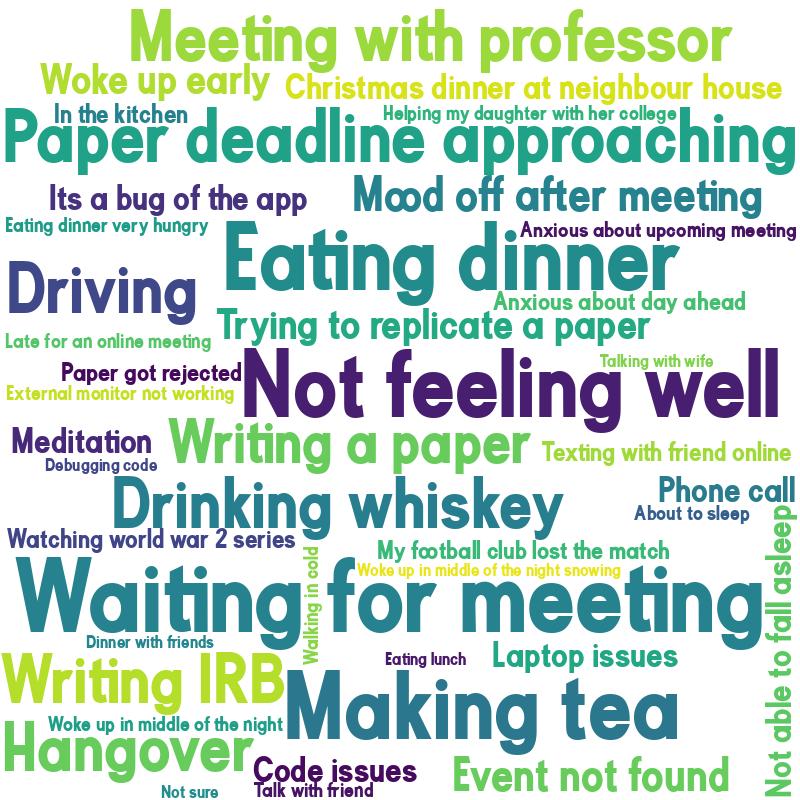 Meeting with professor
Woke up early
Christmas dinner at neighbour house
In the kitchen
Helping my daughter with her college
Paper deadline approaching
Its a bug of the app
Mood off after meeting
Eating dinner very hungry
Anxious about upcoming meeting
Eating dinner
Driving
Anxious about day ahead
Trying to replicate a paper
Late for an online meeting
Talking with wife
Paper got rejected
Not feeling well
External monitor not working
Meditation
Writing a paper
Texting with friend online
Debugging code
Drinking whiskey
Phone call
About to sleep
Watching world war 2 series
My football club lost the match
Woke up in middle of the night snowing
Walking in cold
Waiting for meeting
Not able to fall asleep
Dinner with friends
Eating lunch
Laptop issues
Writing IRB
Making tea
Woke up in middle of the night
Hangover
Code issues
Event not found
Not sure
Talk with friend